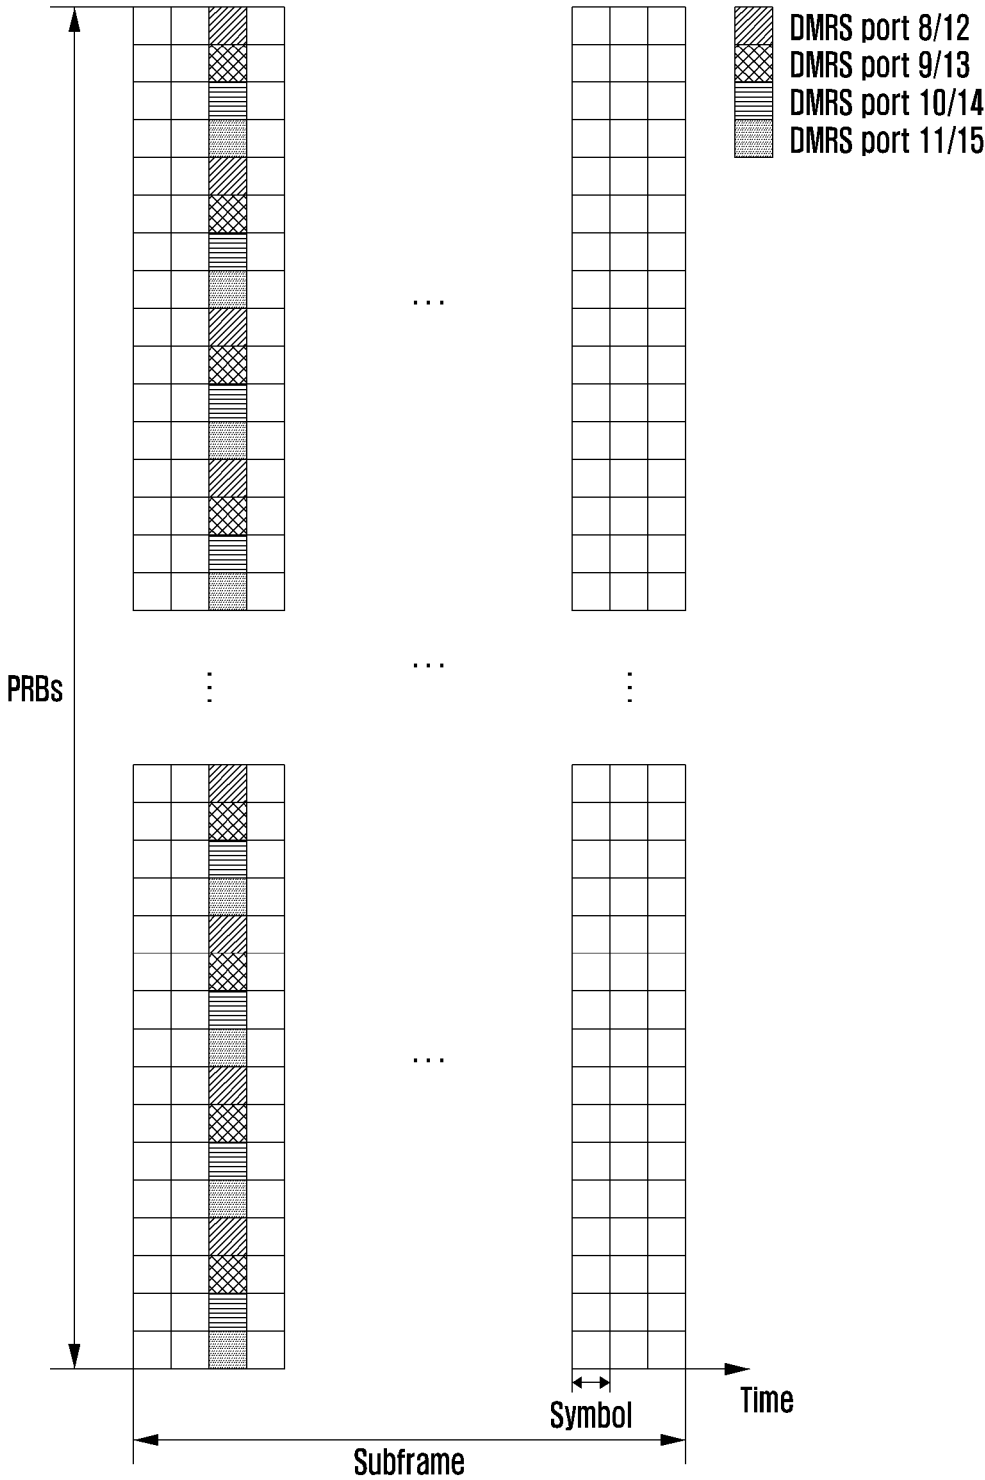 DMRS port 8/12
DMRS port 9/13
DMRS port 10/14
DMRS port 11/15
...
...
PRBs
...
Time
Symbol
Subframe